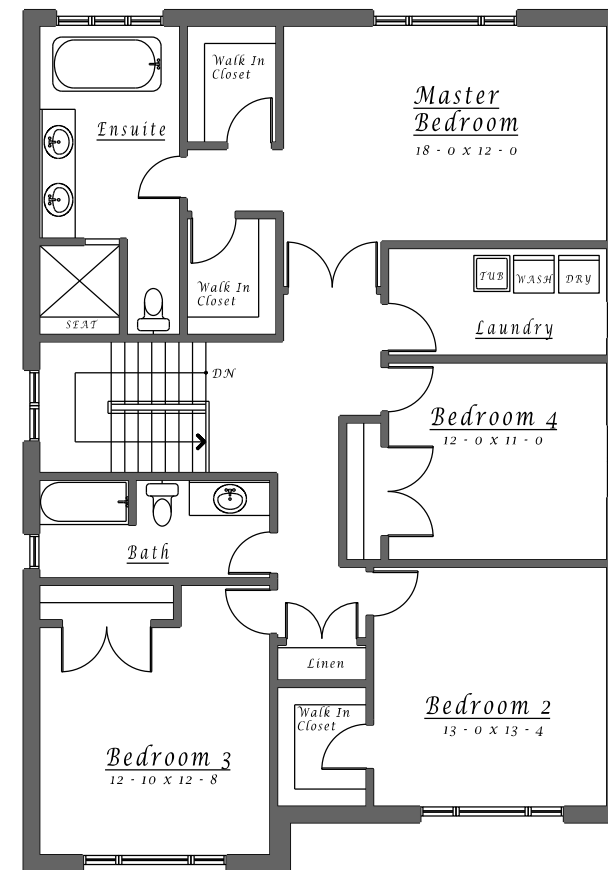 Walk In
Closet
Master
Bedroom
18 - 0 x 12 - 0
Ensuite
TUB
WASH
DRY
Walk In
Closet
SEAT
Laundry
DN
Bedroom 4
12 - 0 x 11 - 0
Bath
Linen
Walk In
Closet
Bedroom 2
13 - 0 x 13 - 4
Bedroom 3
12 - 10 x 12 - 8